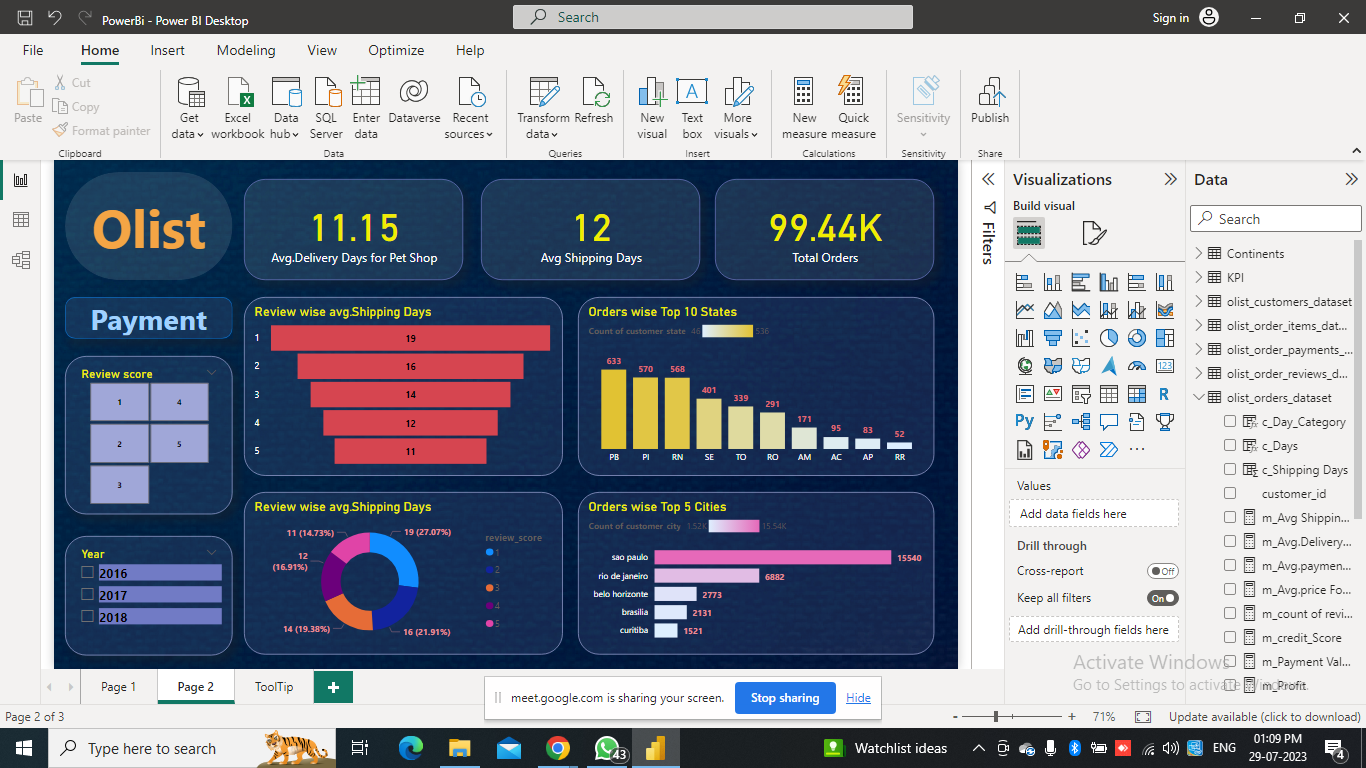 PowerBi - Power BI Desktop
Search
Sign in
File Home Insert Modeling View Optimize Help
Paste
Cut
Copy
Format painter
Clipboard
Get data
Excel workbook
Data hub
SQL Server
Enter data
Dataverse
Recent sources
Data
Transform data
Refresh
Queries
New visual
Text box
More visuals
Insert
New measure
Quick measure
Calculations
Sensitivity
Sensitivity
Publish
Share
Olist
11.15
Avg.Delivery Days for Pet Shop
12
Avg Shipping Days
99.44K
Total Orders
Payment
Review score
1 4
2 5
3
Year
2016
2017
2018
Review wise avg.Shipping Days
1 19
2 16
3 14
4 12
5 11
Orders wise Top 10 States
Count of customer_state 46 536
633 570 568 401 339 291 171 95 83 52
PB PI RN SE TO RO AM AC AP RR
Review wise avg.Shipping Days
11 (14.73%)
19 (27.07%)
12 (16.91%)
14 (19.38%)
16 (21.91%)
review_score
1
2
3
4
5
Orders wise Top 5 Cities
Count of customer_city 1.52K 15.54K
sao paulo 15540
rio de janeiro 6882
belo horizonte 2773
brasilia 2131
curitiba 1521
Filters
Visualizations
Build visual
Py
R
123
Values
Add data fields here
Drill through
Cross-report Off
Keep all filters On
Add drill-through fields here
Data
Search
Continents
KPI
olist_customers_dataset
olist_order_items_dat...
olist_order_payments_...
olist_order_reviews_d...
olist_orders_dataset
c_Day_Category
c_Days
c_Shipping Days
customer_id
m_Avg Shippin...
m_Avg.Delivery...
m_Avg.paymen...
m_Avg.price Fo...
m_count of revi...
m_credit_Score
m_Payment Val...
m_Profit
Activate Windows
Go to Settings to activate Windows.
Page 1 Page 2 ToolTip +
meet.google.com is sharing your screen. Stop sharing Hide
Page 2 of 3
- + 71%
Update available (click to download)
Type here to search
43
Watchlist ideas
ENG
01:09 PM
29-07-2023
4